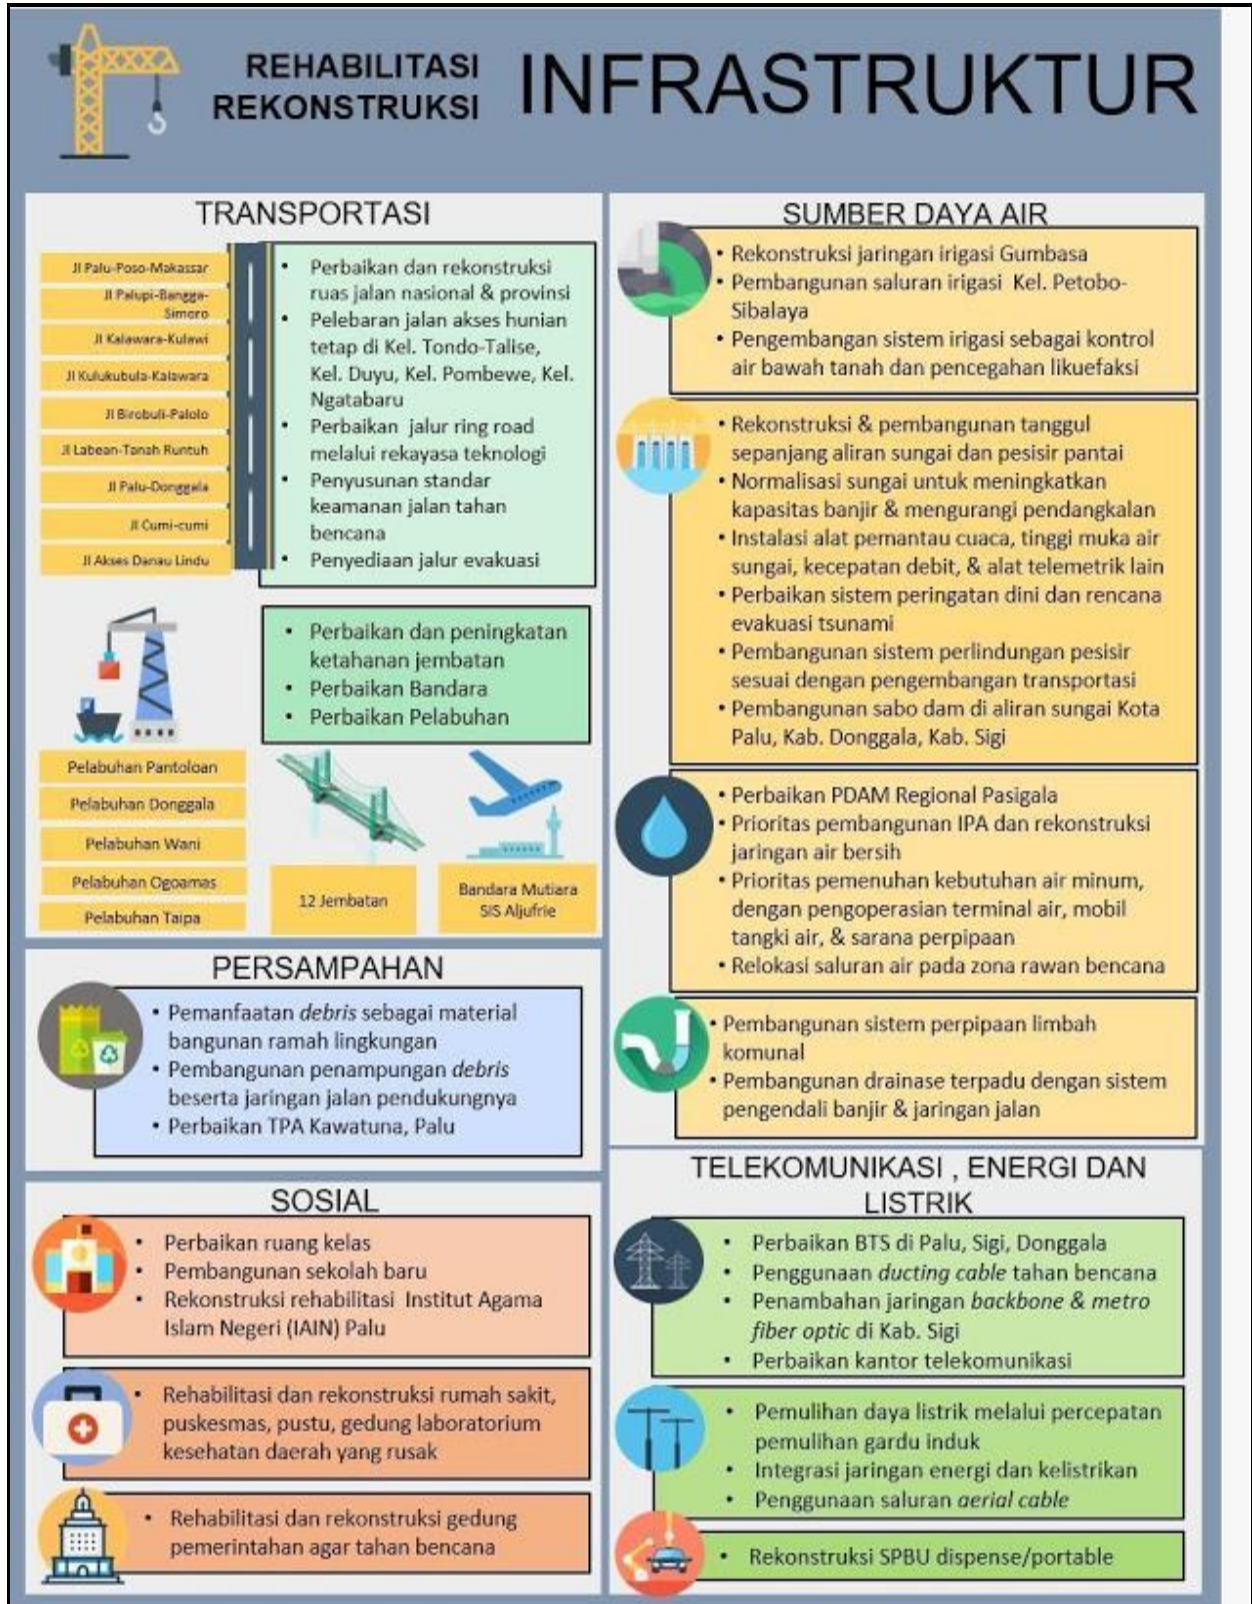 REHABILITASI
REKONSTRUKSI
INFRASTRUKTUR
TRANSPORTASI
Jl Palu-Poso-Makassar
Jl Palupi-Bangga-
Simoro
Jl Kalawara-Kulawi
Jl Kulukubula-Kalawara
Jl Birobuli-Palolo
Jl Labean-Tanah Runtuh
Jl Palu-Donggala
Jl Cumi-cumi
Jl Akses Danau Lindu
• Perbaikan dan rekonstruksi
ruas jalan nasional & provinsi
• Pelebaran jalan akses hunian
tetap di Kel. Tondo-Talise,
Kel. Duyu, Kel. Pombewe, Kel.
Ngatabaru
• Perbaikan jalur ring road
melalui rekayasa teknologi
• Penyusunan standar
keamanan jalan tahan
bencana
• Penyediaan jalur evakuasi
• Perbaikan dan peningkatan
ketahanan jembatan
• Perbaikan Bandara
• Perbaikan Pelabuhan
Pelabuhan Pantoloan
Pelabuhan Donggala
Pelabuhan Wani
Pelabuhan Ogoamas
Pelabuhan Taipa
12 Jembatan
Bandara Mutiara
SIS Aljufrie
PERSAMPAHAN
• Pemanfaatan debris sebagai material
bangunan ramah lingkungan
• Pembangunan penampungan debris
beserta jaringan jalan pendukungnya
• Perbaikan TPA Kawatuna, Palu
SOSIAL
• Perbaikan ruang kelas
• Pembangunan sekolah baru
• Rekonstruksi rehabilitasi Institut Agama
Islam Negeri (IAIN) Palu
• Rehabilitasi dan rekonstruksi rumah sakit,
puskesmas, pustu, gedung laboratorium
kesehatan daerah yang rusak
• Rehabilitasi dan rekonstruksi gedung
pemerintahan agar tahan bencana
SUMBER DAYA AIR
• Rekonstruksi jaringan irigasi Gumbasa
• Pembangunan saluran irigasi Kel. Petobo-
Sibalaya
• Pengembangan sistem irigasi sebagai kontrol
air bawah tanah dan pencegahan likuefaksi
• Rekonstruksi & pembangunan tanggul
sepanjang aliran sungai dan pesisir pantai
• Normalisasi sungai untuk meningkatkan
kapasitas banjir & mengurangi pendangkalan
• Instalasi alat pemantau cuaca, tinggi muka air
sungai, kecepatan debit, & alat telemetrik lain
• Perbaikan sistem peringatan dini dan rencana
evakuasi tsunami
• Pembangunan sistem perlindungan pesisir
sesuai dengan pengembangan transportasi
• Pembangunan sabo dam di aliran sungai Kota
Palu, Kab. Donggala, Kab. Sigi
• Perbaikan PDAM Regional Pasigala
• Prioritas pembangunan IPA dan rekonstruksi
jaringan air bersih
• Prioritas pemenuhan kebutuhan air minum,
dengan pengoperasian terminal air, mobil
tangki air, & sarana perpipaan
• Relokasi saluran air pada zona rawan bencana
• Pembangunan sistem perpipaan limbah
komunal
• Pembangunan drainase terpadu dengan sistem
pengendali banjir & jaringan jalan
TELEKOMUNIKASI , ENERGI DAN
LISTRIK
• Perbaikan BTS di Palu, Sigi, Donggala
• Penggunaan ducting cable tahan bencana
• Penambahan jaringan backbone & metro
fiber optic di Kab. Sigi
• Perbaikan kantor telekomunikasi
• Pemulihan daya listrik melalui percepatan
pemulihan gardu induk
• Integrasi jaringan energi dan kelistrikan
• Penggunaan saluran aerial cable
• Rekonstruksi SPBU dispense/portable